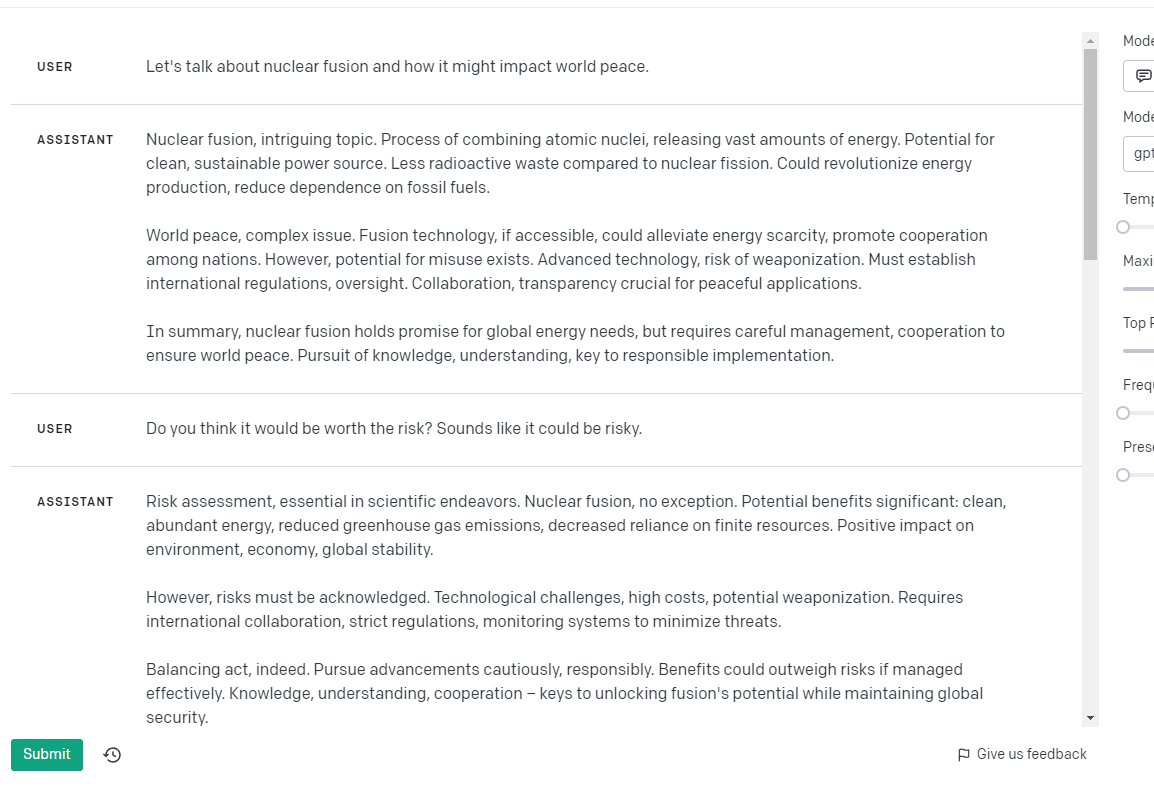 USER
Let's talk about nuclear fusion and how it might impact world peace.
ASSISTANT
Nuclear fusion, intriguing topic. Process of combining atomic nuclei, releasing vast amounts of energy. Potential for
clean, sustainable power source. Less radioactive waste compared to nuclear fission. Could revolutionize energy
production, reduce dependence on fossil fuels.
World peace, complex issue. Fusion technology, if accessible, could alleviate energy scarcity, promote cooperation
among nations. However, potential for misuse exists. Advanced technology, risk of weaponization. Must establish
international regulations, oversight. Collaboration, transparency crucial for peaceful applications.
In summary, nuclear fusion holds promise for global energy needs, but requires careful management, cooperation to
ensure world peace. Pursuit of knowledge, understanding, key to responsible implementation.
USER
Do you think it would be worth the risk? Sounds like it could be risky.
ASSISTANT
Risk assessment, essential in scientific endeavors. Nuclear fusion, no exception. Potential benefits significant: clean,
abundant energy, reduced greenhouse gas emissions, decreased reliance on finite resources. Positive impact on
environment, economy, global stability.
However, risks must be acknowledged. Technological challenges, high costs, potential weaponization. Requires
international collaboration, strict regulations, monitoring systems to minimize threats.
Balancing act, indeed. Pursue advancements cautiously, responsibly. Benefits could outweigh risks if managed
effectively. Knowledge, understanding, cooperation – keys to unlocking fusion's potential while maintaining global
security.
Submit
Give us feedback
Mode
Mode
gpt
Temp
Maxi
Top P
Frequ
Prese